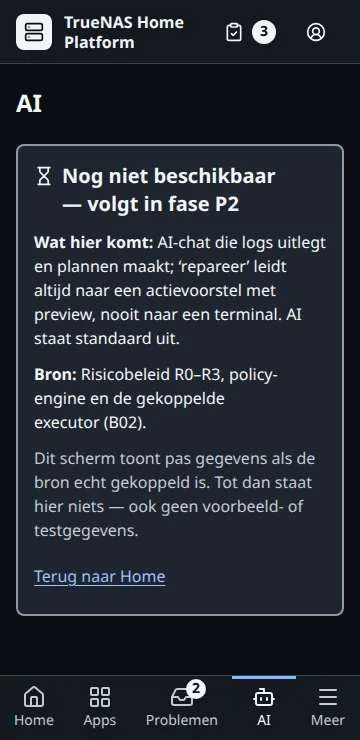 TrueNAS Home
Platform
3
AI
Nog niet beschikbaar
— volgt in fase P2
Wat hier komt: AI-chat die logs uitlegt
en plannen maakt; ‘repareer’ leidt
altijd naar een actievoorstel met
preview, nooit naar een terminal. AI
staat standaard uit.
Bron: Risicobeleid R0–R3, policy-
engine en de gekoppelde
executor (B02).
Dit scherm toont pas gegevens als de
bron echt gekoppeld is. Tot dan staat
hier niets — ook geen voorbeeld- of
testgegevens.
Terug naar Home
2
Home Apps Problemen AI Meer